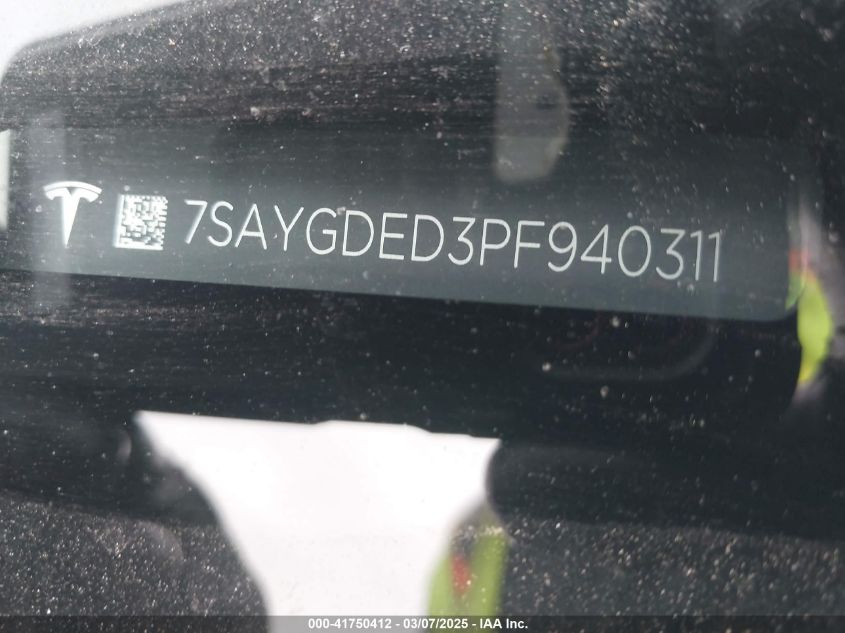 7SAYGDED3PF940311
000-41750412 - 03/07/2025 - IAA Inc.